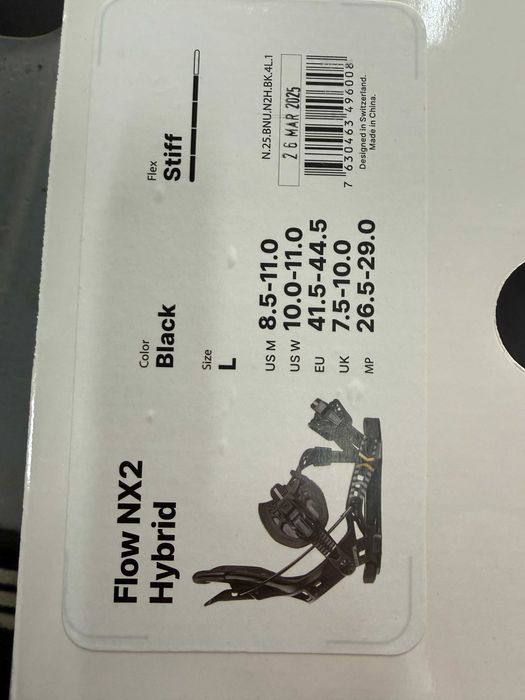 Flow NX2
Hybrid
Color
Black
Flex
Stiff
Size
L
US M 8.5-11.0
US W 10.0-11.0
EU 41.5-44.5
UK 7.5-10.0
MP 26.5-29.0
N.25.BNU.N2H.BK.4L.1
26 MAR 2025
7 630463 496008
Designed in Switzerland.
Made in China.